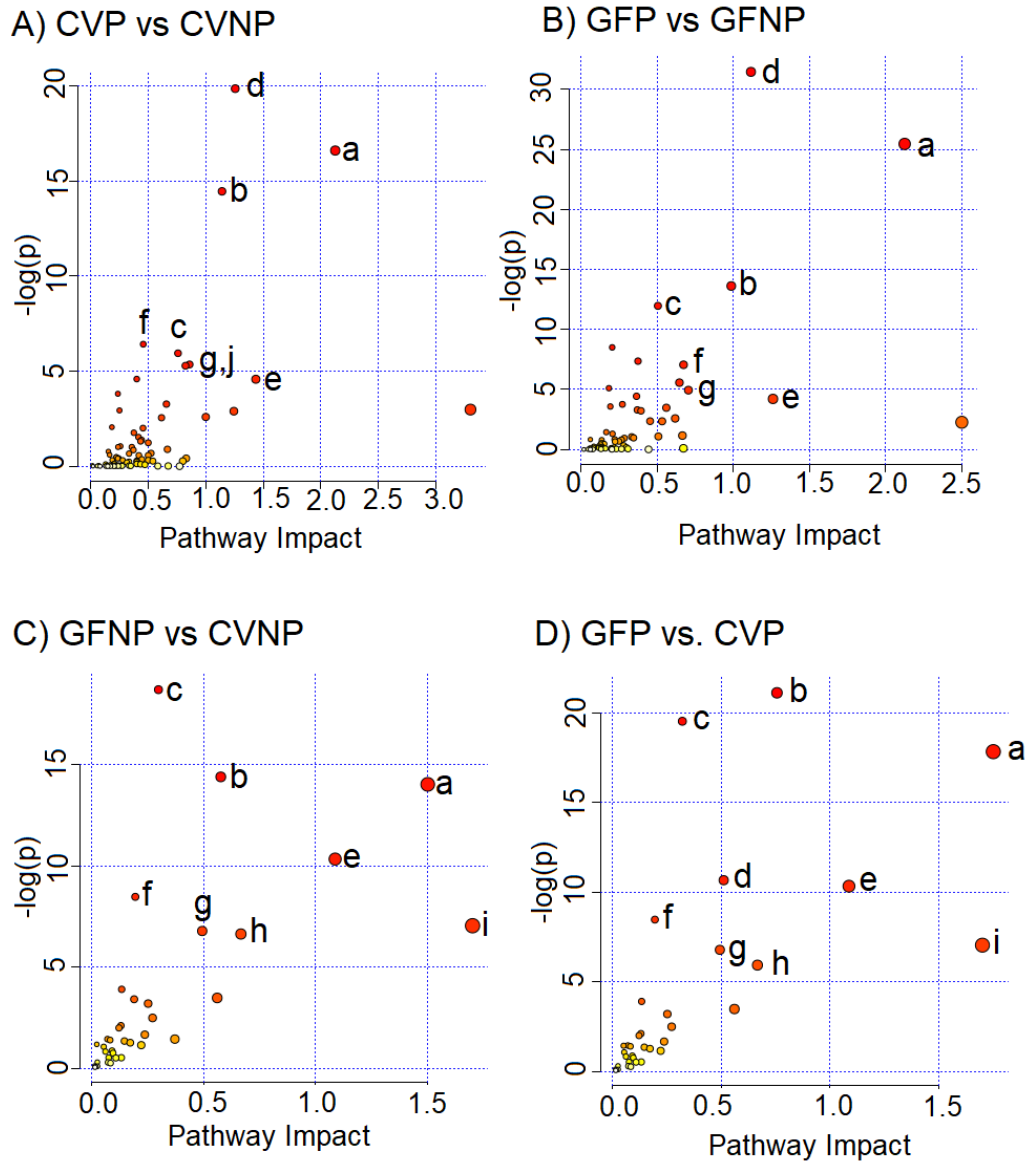 A) CVP vs CVNP
20
15
10
5
0
-log(p)
d
a
b
f
c
g,j
e
0.0 0.5 1.0 1.5 2.0 2.5 3.0
Pathway Impact
B) GFP vs GFNP
30
25
20
15
10
5
0
-log(p)
d
a
b
c
f
g
e
0.0 0.5 1.0 1.5 2.0 2.5
Pathway Impact
C) GFNP vs CVNP
15
10
5
0
-log(p)
c
b
a
e
f
g
h
i
0.0 0.5 1.0 1.5
Pathway Impact
D) GFP vs. CVP
20
15
10
5
0
-log(p)
b
c
a
d
e
f
g
h
i
0.0 0.5 1.0 1.5
Pathway Impact